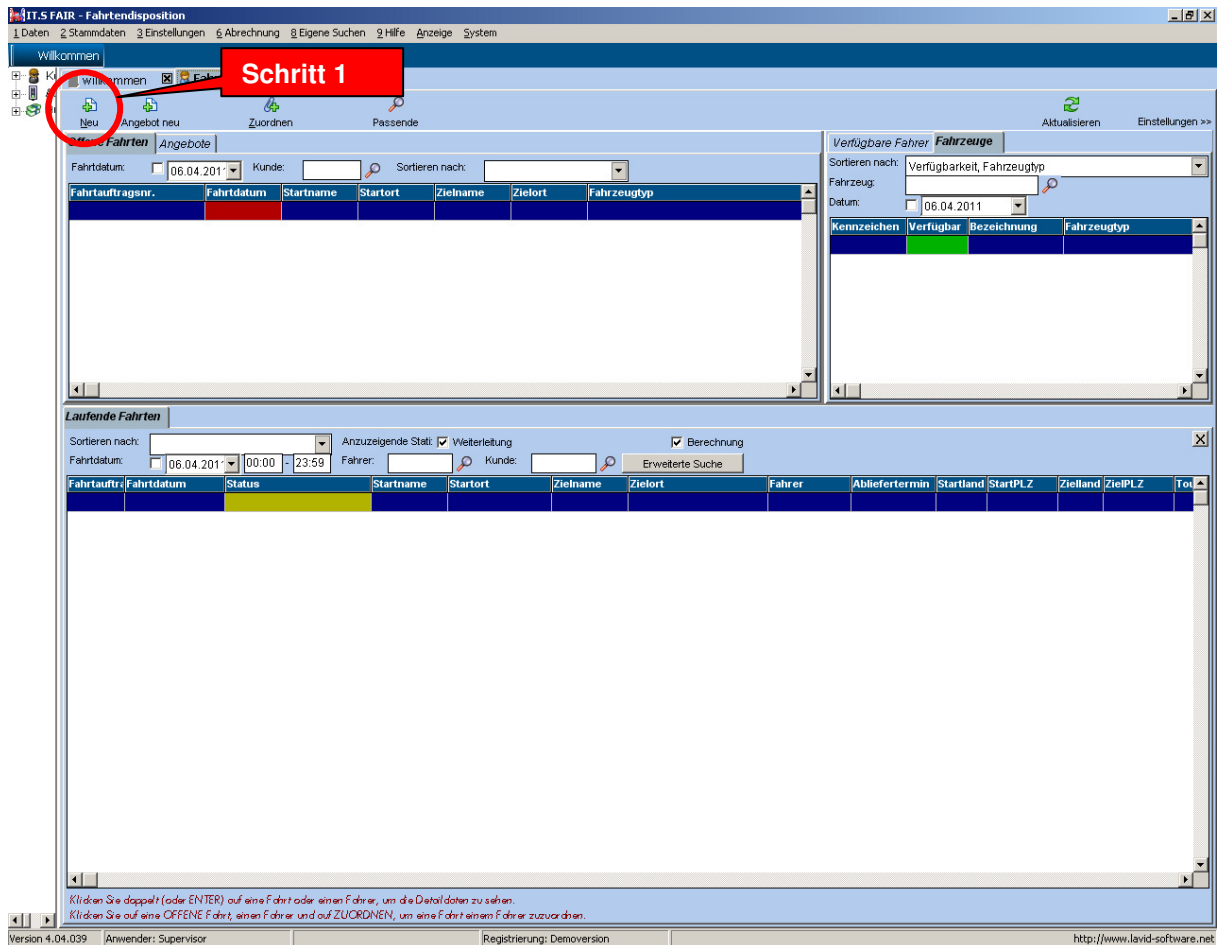 IT.S FAIR - Fahrtendisposition
1 Daten 2 Stammdaten 3 Einstellungen 6 Abrechnung 8 Eigene Suchen 9 Hilfe Anzeige System
Willkommen
Willkommen
Schritt 1
Neu Angebot neu Zuordnen Passende Aktualisieren Einstellungen >>
Offene Fahrten Angebote
Fahrtdatum: 06.04.201 Kunde: Sortieren nach:
Fahrtauftragsnr. Fahrtdatum Startname Startort Zielname Zielort Fahrzeugtyp
Verfügbare Fahrer Fahrzeuge
Sortieren nach: Verfügbarkeit, Fahrzeugtyp
Fahrzeug:
Datum: 06.04.2011
Kennzeichen Verfügbar Bezeichnung Fahrzeugtyp
Laufende Fahrten
Sortieren nach: Anzuzeigende Stati: Weiterleitung Berechnung
Fahrtdatum: 06.04.201 00:00 - 23:59 Fahrer: Kunde: Erweiterte Suche
Fahrtauftra Fahrtdatum Status Startname Startort Zielname Zielort Fahrer Abliefertermin Startland StartPLZ Zielland ZielPLZ Tou
Klicken Sie doppelt (oder ENTER) auf eine Fahrt oder einen Fahrer, um die Detaildaten zu sehen.
Klicken Sie auf eine OFFENE Fahrt, einen Fahrer und auf ZUORDNEN, um eine Fahrt einem Fahrer zuzuordnen.
Version 4.04.039 Anwender: Supervisor Registrierung: Demoversion http://www.lavid-software.net